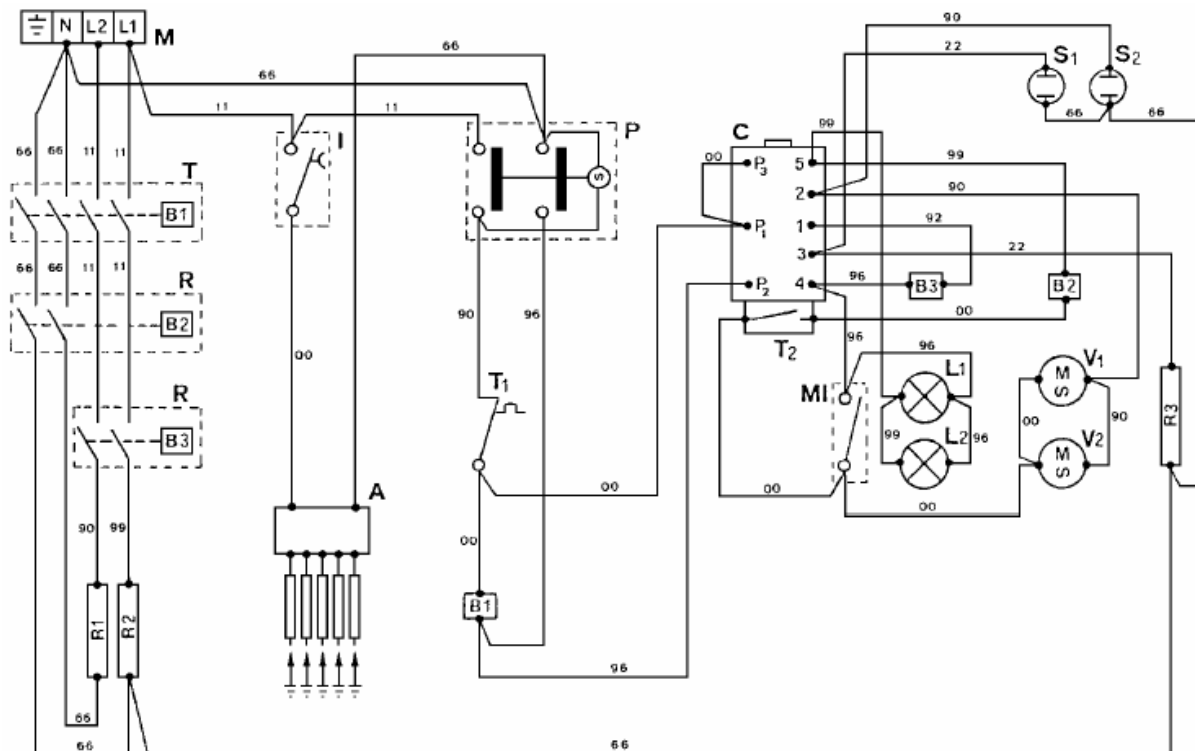 N L2 L1 M
66 90 22 S1 S2
66 66 66
11 11
66 66 11 11
I P S C
T B1
99 00 P3 5 99
2 90
P1 1 92
3 22
66 66 11 11
R B2
P2 4 96 B3 B2
90 96 T2 00
00 96 96
T1 MI L1 V1 M S
R B3
99 L2 96 00 90 V2 M S R3
A 00 00 00
90 99 00
B1
R1 R2
96
66
66 66